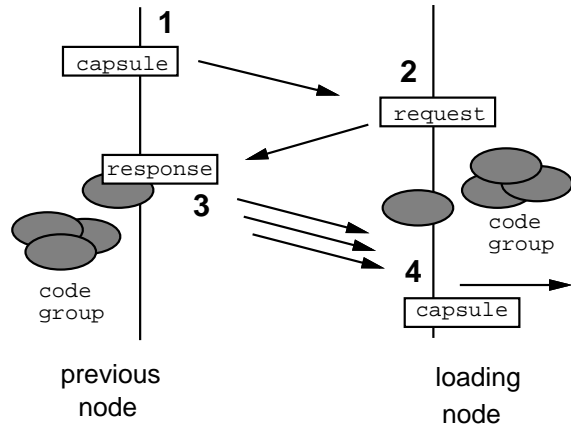 1
capsule
2
request
response
3
code
group
code
group
4
capsule
previous
node
loading
node